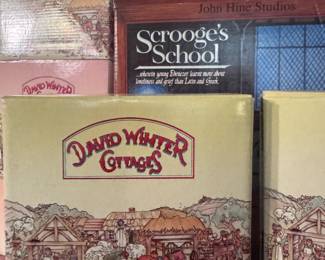 John Hine Studios
Scrooge's
School
...wherein young Ebenezer learnt more about
loneliness and grief than Latin and Greek.
DAVID WINTER
COTTAGES
DAVID WINTER
COTTAGES